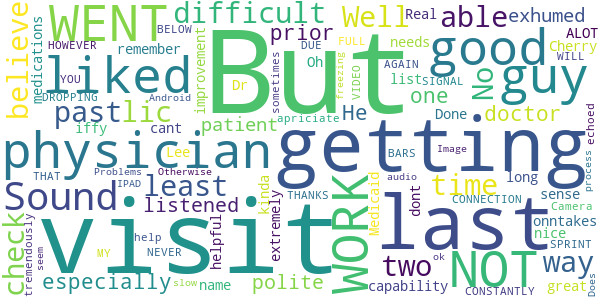 believe
medications
WENT
HOWEVER
YOU
BELOW
remember
DROPPING
Android
difficult
improvement
prior
Oh
sometimes
Dr
But
DUE
freezing
FULL
VIDEO
Well
Real
able
exhumed
ALOT
Cherry
AGAIN
needs
WILL
list
SIGNAL
good
No
guy
liked
past
lic
one
Done
doctor
iffy
cant
patient
apriciate
He
echoed
physician
Lee
THAT
Problems
Otherwise
IPAD
getting
BARS
Image
process
audio
long
sense
Camera
Sound
least
listened
kinda
THANKS
WORK
Medicaid
time
dont
CONNECTION
onntakes
nice
SPRINT
check
tremendously
seem
visit
MY
help
NEVER
helpful
extremely
last
two
ok
NOT
way
especially
slow
name
polite
capability
CONSTANTLY
great
Does